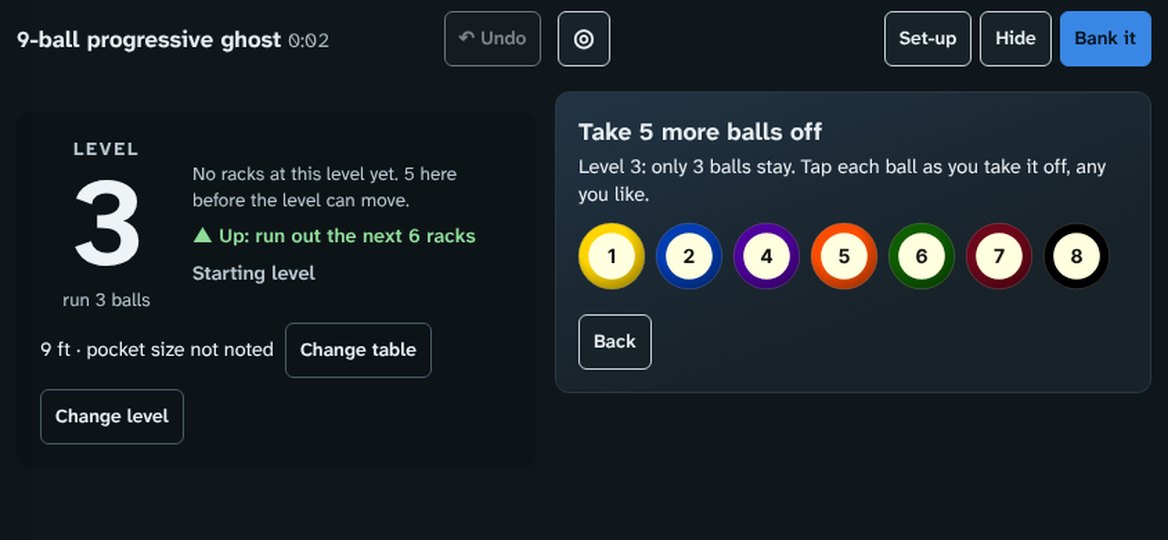 9-ball progressive ghost 0:02
↶ Undo
Set-up
Hide
Bank it
LEVEL
3
run 3 balls
No racks at this level yet. 5 here
before the level can move.
▲ Up: run out the next 6 racks
Starting level
9 ft · pocket size not noted
Change table
Change level
Take 5 more balls off
Level 3: only 3 balls stay. Tap each ball as you take it off, any
you like.
1 2 4 5 6 7 8
Back